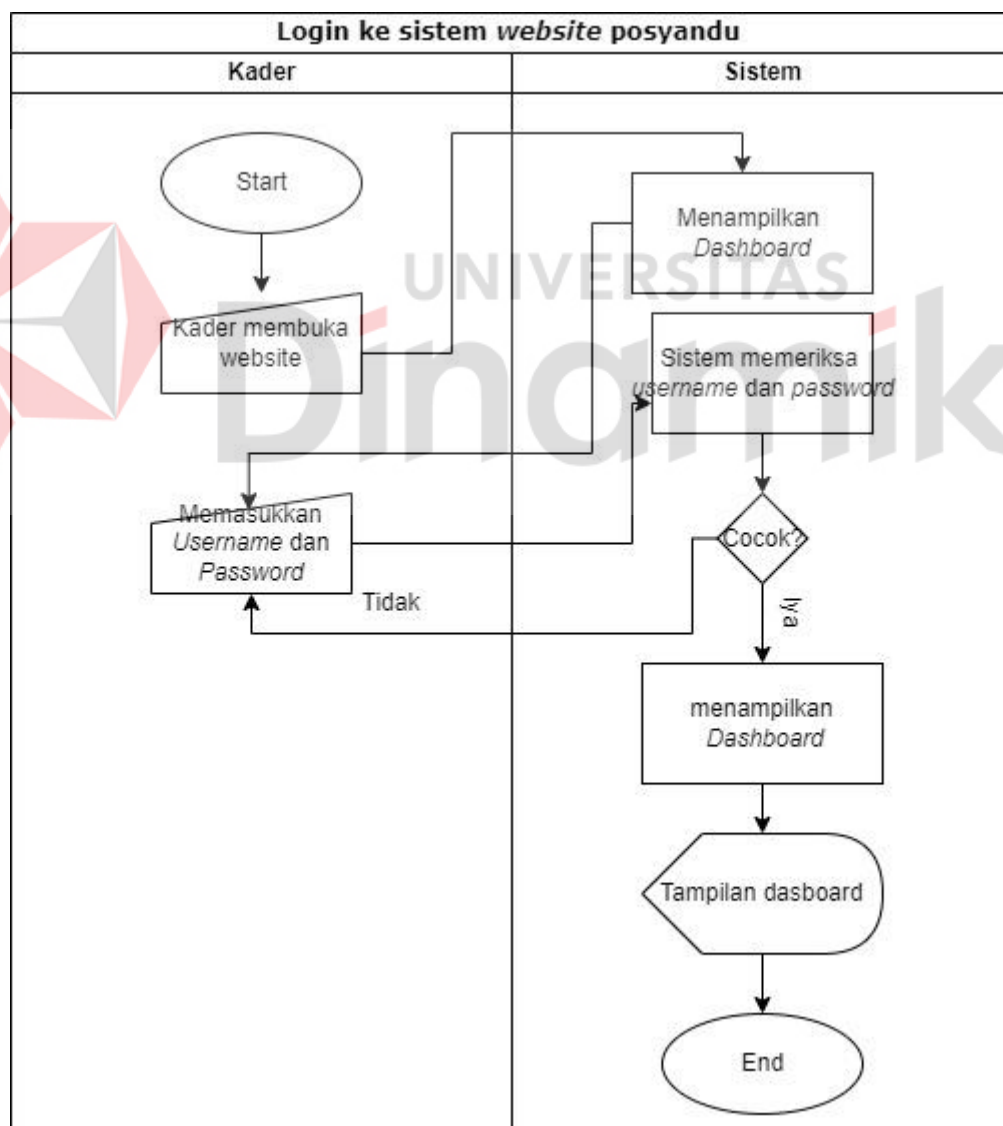 Login ke sistem website posyandu
Kader
Sistem
Start
Menampilkan
Dashboard
UNIVERSITAS
Dinamik
Kader membuka
website
Sistem memeriksa
username dan password
Memasukkan
Username dan
Password
Cocok?
Tidak
Iya
menampilkan
Dashboard
Tampilan dasboard
End